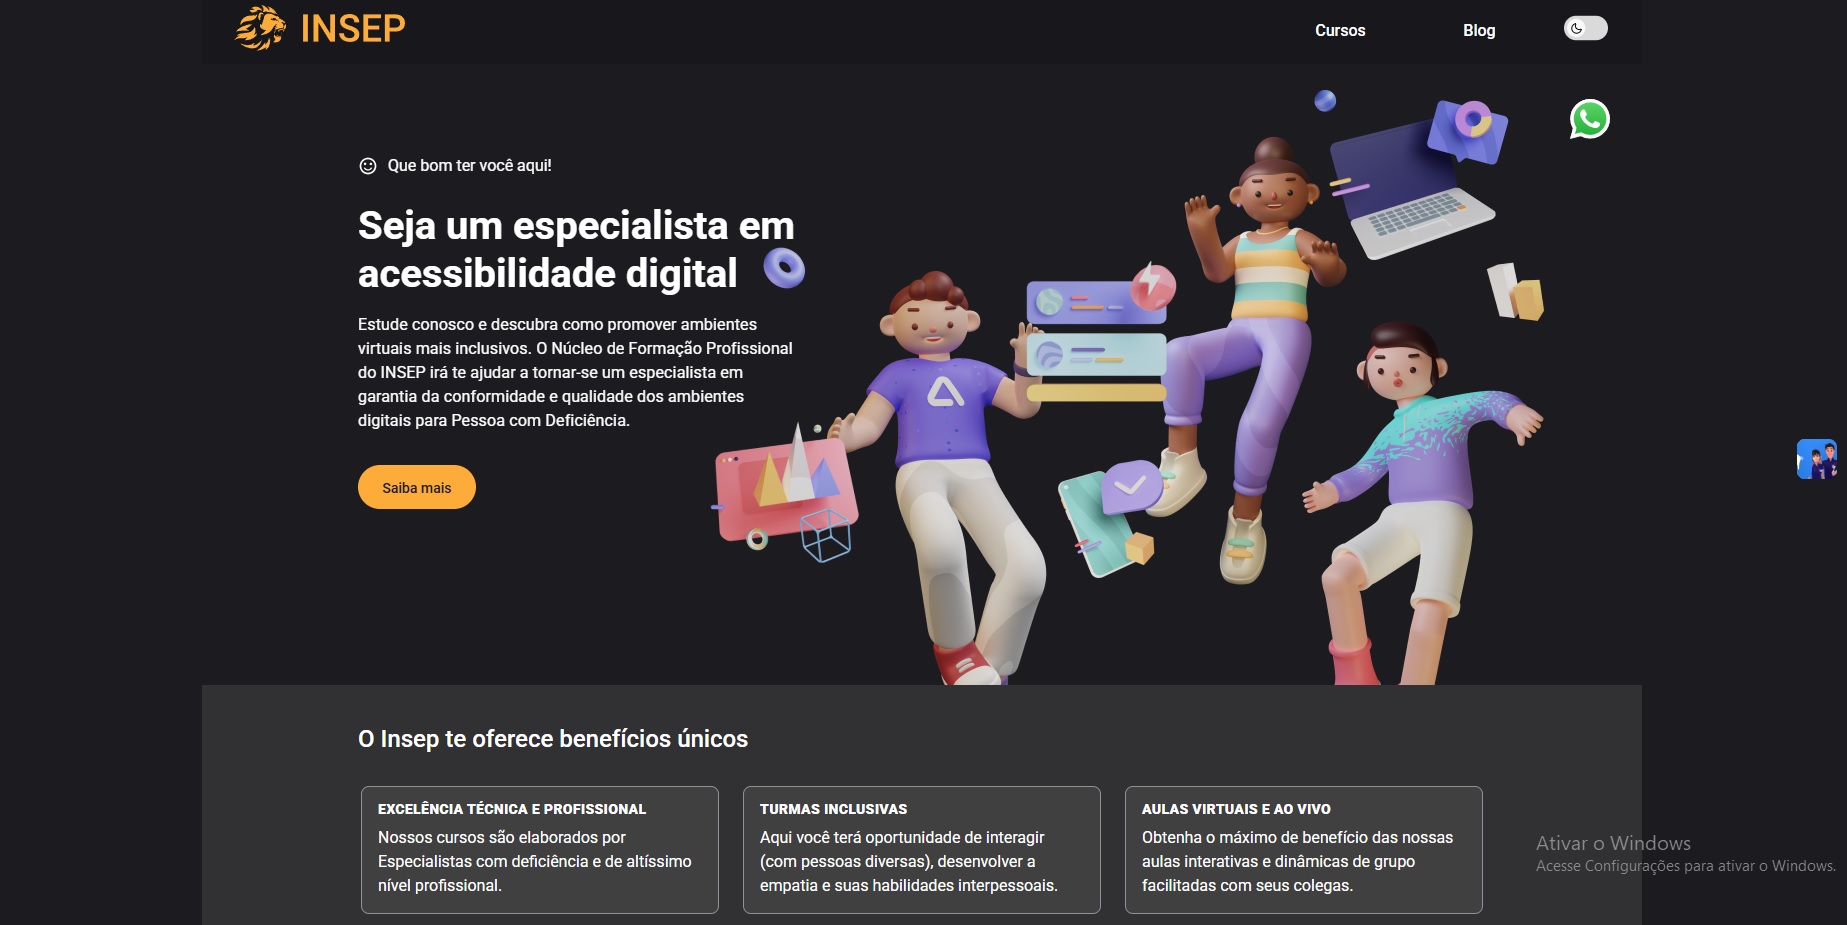 INSEP
Cursos
Blog
Que bom ter você aqui!
Seja um especialista em
acessibilidade digital
Estude conosco e descubra como promover ambientes
virtuais mais inclusivos. O Núcleo de Formação Profissional
do INSEP irá te ajudar a tornar-se um especialista em
garantia da conformidade e qualidade dos ambientes
digitais para Pessoa com Deficiência.
Saiba mais
O Insep te oferece benefícios únicos
EXCELÊNCIA TÉCNICA E PROFISSIONAL
Nossos cursos são elaborados por
Especialistas com deficiência e de altíssimo
nível profissional.
TURMAS INCLUSIVAS
Aqui você terá oportunidade de interagir
(com pessoas diversas), desenvolver a
empatia e suas habilidades interpessoais.
AULAS VIRTUAIS E AO VIVO
Obtenha o máximo de benefício das nossas
aulas interativas e dinâmicas de grupo
facilitadas com seus colegas.
Ativar o Windows
Acesse Configurações para ativar o Windows.